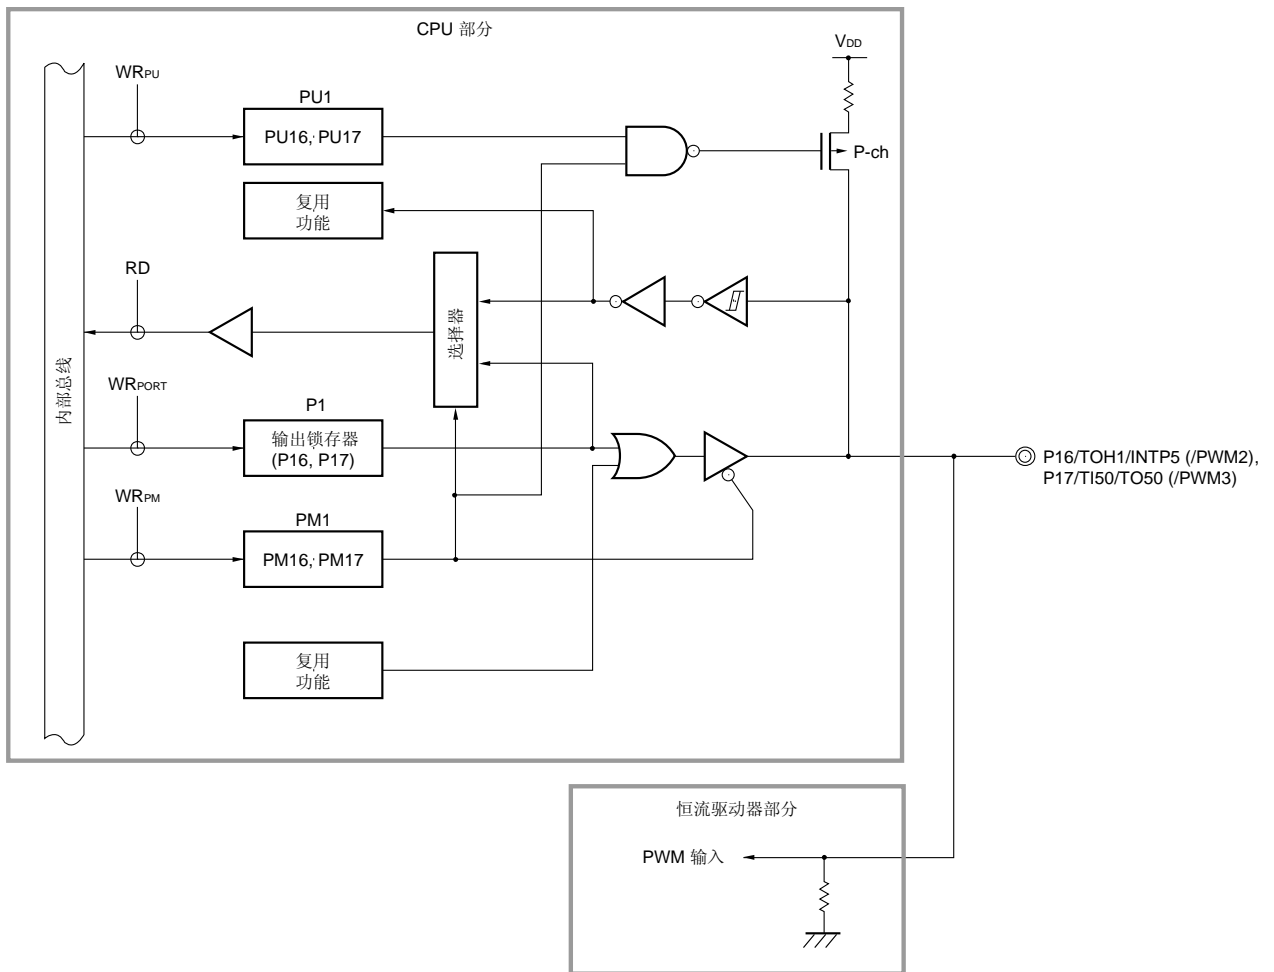 CPU 部分
VDD
WRPU
PU1
PU16, PU17
P-ch
复用
功能
RD
选择器
内部总线
WRPORT
P1
输出锁存器
(P16, P17)
P16/TOH1/INTP5 (/PWM2),
P17/TI50/TO50 (/PWM3)
WRPM
PM1
PM16, PM17
复用
功能
恒流驱动器部分
PWM 输入